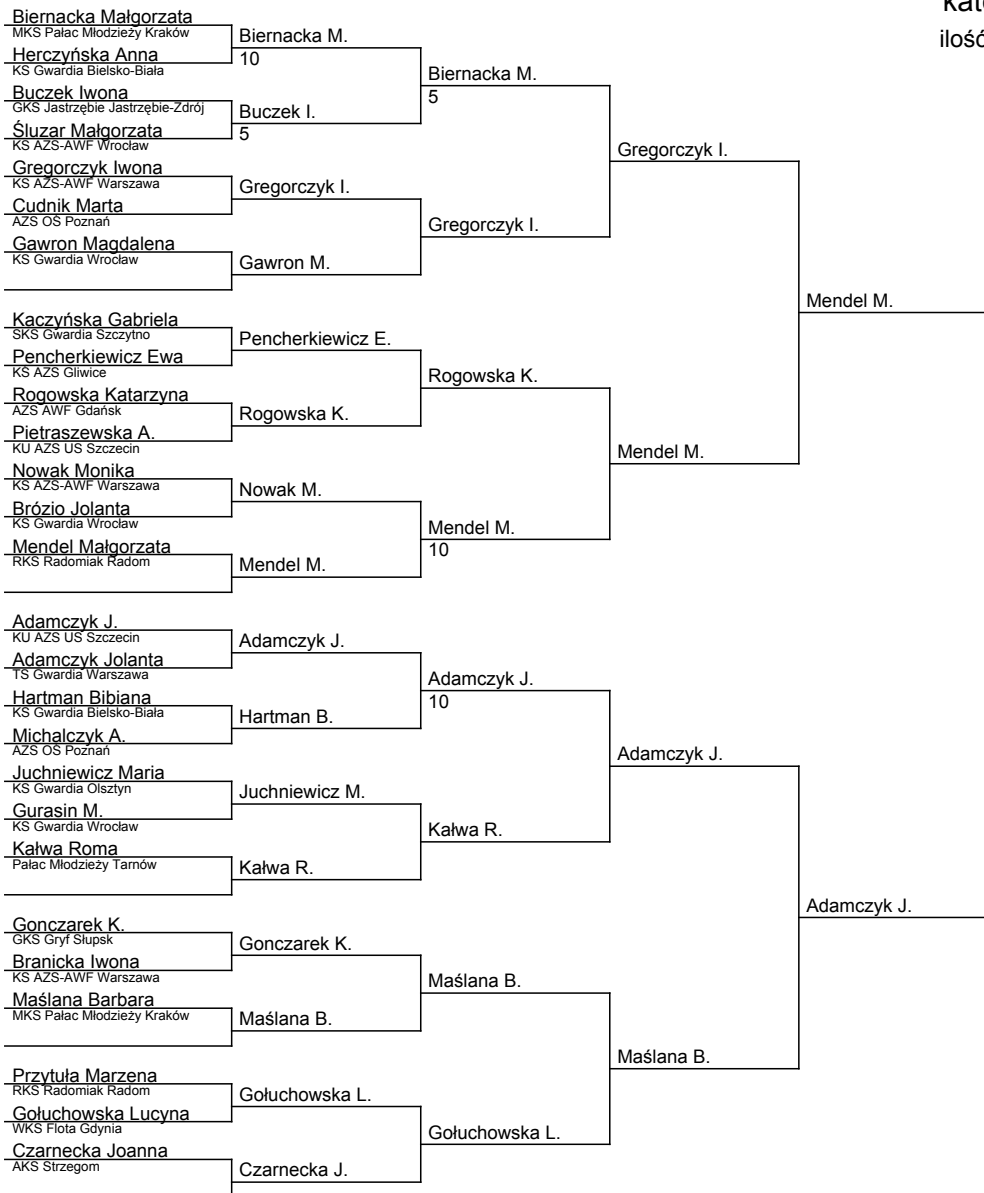 kate
ilość
Biernacka Małgorzata
MKS Pałac Młodzieży Kraków
Herczyńska Anna
KS Gwardia Bielsko-Biała
Buczek Iwona
GKS Jastrzębie Jastrzębie-Zdrój
Śluzar Małgorzata
KS AZS-AWF Wrocław
Gregorczyk Iwona
KS AZS-AWF Warszawa
Cudnik Marta
AZS OŚ Poznań
Gawron Magdalena
KS Gwardia Wrocław
Kaczyńska Gabriela
SKS Gwardia Szczytno
Pencherkiewicz Ewa
KŚ AZS Gliwice
Rogowska Katarzyna
AZS AWF Gdańsk
Pietraszewska A.
KU AZS US Szczecin
Nowak Monika
KS AZS-AWF Warszawa
Brózio Jolanta
KS Gwardia Wrocław
Mendel Małgorzata
RKS Radomiak Radom
Adamczyk J.
KU AZS US Szczecin
Adamczyk Jolanta
TS Gwardia Warszawa
Hartman Bibiana
KS Gwardia Bielsko-Biała
Michalczyk A.
AZS OŚ Poznań
Juchniewicz Maria
KS Gwardia Olsztyn
Gurasin M.
KS Gwardia Wrocław
Kałwa Roma
Pałac Młodzieży Tarnów
Gonczarek K.
GKS Gryf Słupsk
Branicka Iwona
KS AZS-AWF Warszawa
Maślana Barbara
MKS Pałac Młodzieży Kraków
Przytuła Marzena
RKS Radomiak Radom
Gołuchowska Lucyna
WKS Flota Gdynia
Czarnecka Joanna
AKS Strzegom
Biernacka M.
10
Buczek I.
5
Gregorczyk I.
Gawron M.
Pencherkiewicz E.
Rogowska K.
Nowak M.
Mendel M.
Adamczyk J.
Hartman B.
Juchniewicz M.
Kałwa R.
Gonczarek K.
Maślana B.
Gołuchowska L.
Czarnecka J.
Biernacka M.
5
Gregorczyk I.
Rogowska K.
Mendel M.
10
Adamczyk J.
10
Kałwa R.
Maślana B.
Gołuchowska L.
Gregorczyk I.
Mendel M.
Adamczyk J.
Maślana B.
Mendel M.
Adamczyk J.